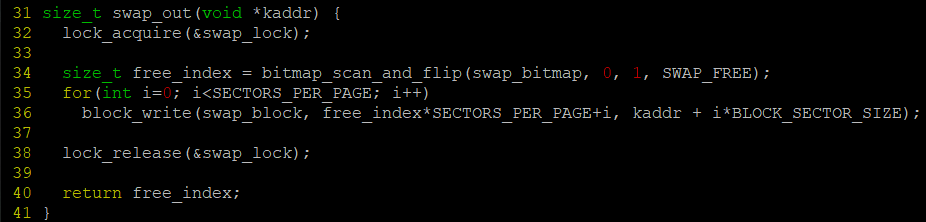 31 size_t swap_out(void *kaddr) {
32   lock_acquire(&swap_lock);
33
34   size_t free_index = bitmap_scan_and_flip(swap_bitmap, 0, 1, SWAP_FREE);
35   for(int i=0; i<SECTORS_PER_PAGE; i++)
36     block_write(swap_block, free_index*SECTORS_PER_PAGE+i, kaddr + i*BLOCK_SECTOR_SIZE);
37
38   lock_release(&swap_lock);
39
40   return free_index;
41 }